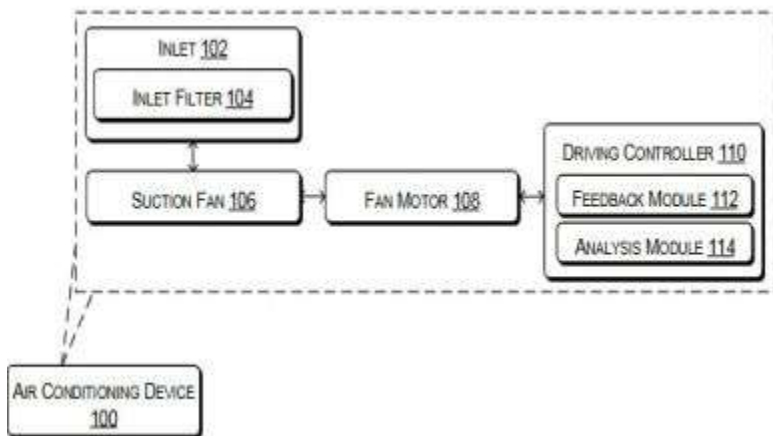 INLET 102
INLET FILTER 104
SUCTION FAN 106
FAN MOTOR 108
DRIVING CONTROLLER 110
FEEDBACK MODULE 112
ANALYSIS MODULE 114
AIR CONDITIONING DEVICE
100